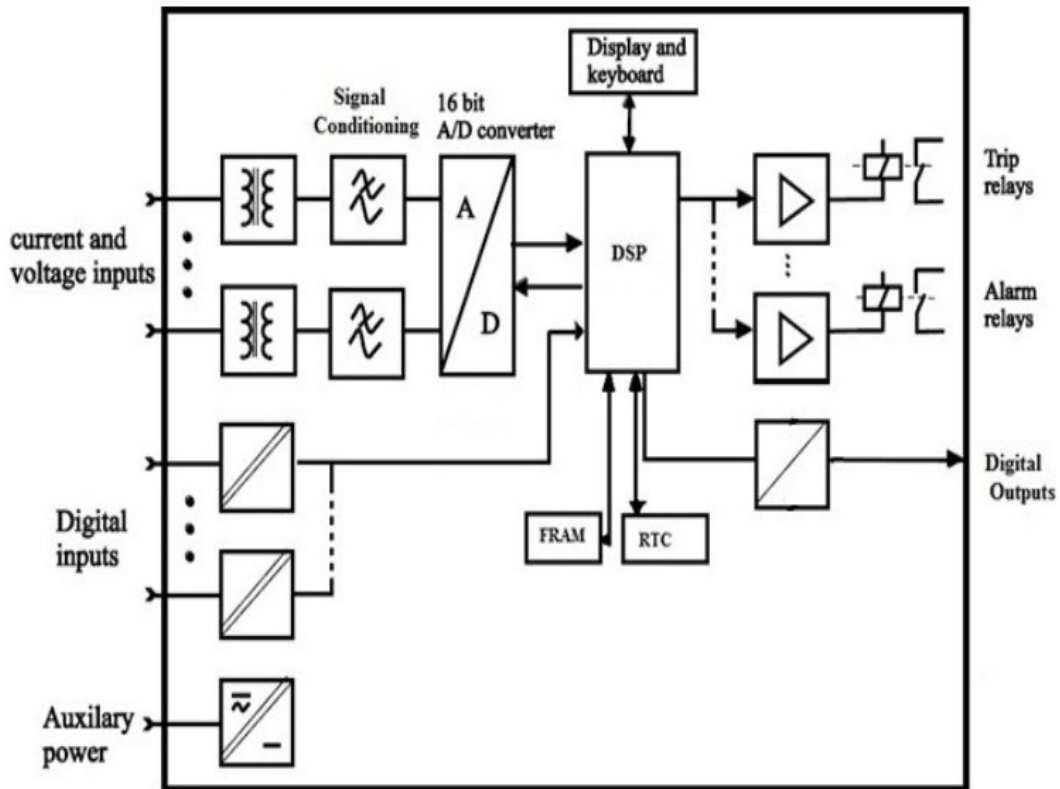 Display and
keyboard
Signal
Conditioning
16 bit
A/D converter
A
D
DSP
Trip
relays
current and
voltage inputs
Alarm
relays
Digital
Outputs
Digital
inputs
FRAM
RTC
Auxilary
power